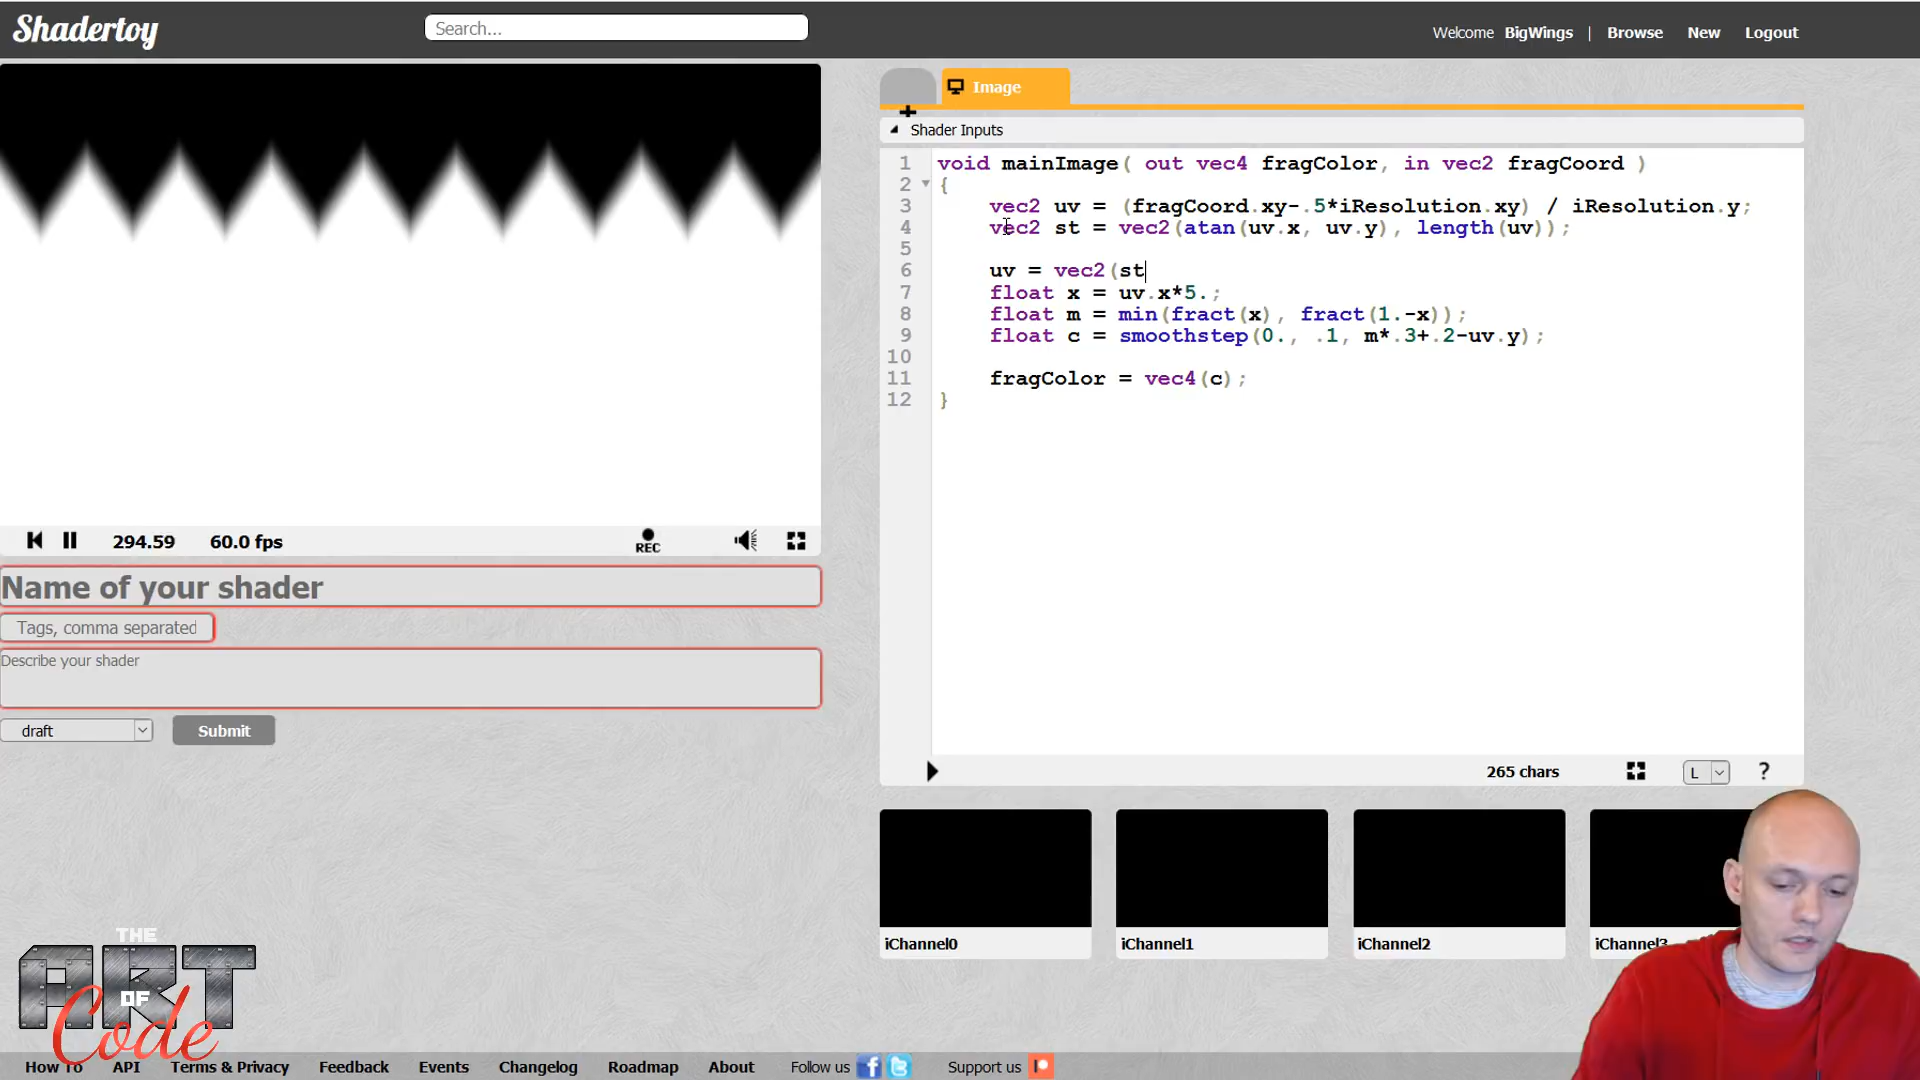 Shadertoy
Search...
Welcome BigWings | Browse New Logout
Image
Shader Inputs
1 void mainImage( out vec4 fragColor, in vec2 fragCoord )
2 {
3 vec2 uv = (fragCoord.xy-.5*iResolution.xy) / iResolution.y;
4 vec2 st = vec2(atan(uv.x, uv.y), length(uv));
5
6 uv = vec2(st
7 float x = uv.x*5.;
8 float m = min(fract(x), fract(1.-x));
9 float c = smoothstep(0., .1, m*.3+.2-uv.y);
10
11 fragColor = vec4(c);
12 }
294.59 60.0 fps
REC
Name of your shader
Tags, comma separated
Describe your shader
draft
Submit
265 chars
L
?
iChannel0
iChannel1
iChannel2
iChannel3
THE
ART
OF
Code
How To API Terms & Privacy Feedback Events Changelog Roadmap About Follow us Support us